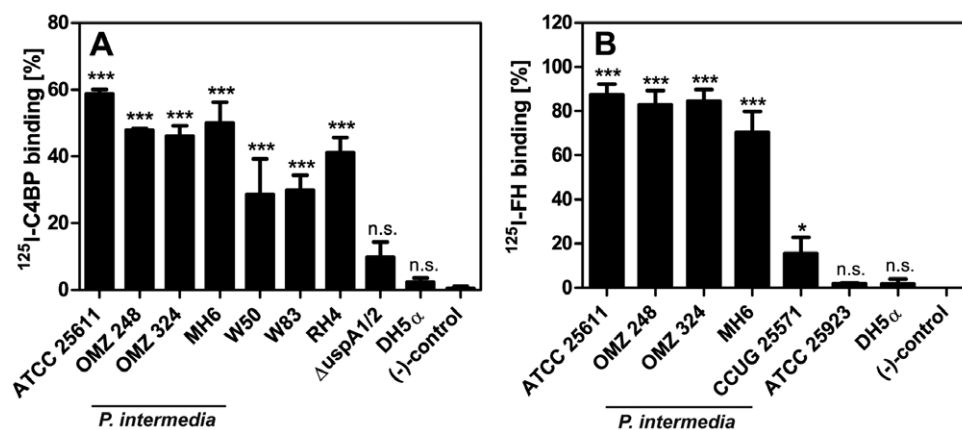 A
¹²⁵I-C4BP binding [%]
80
60
40
20
0
***
***
***
***
***
***
***
n.s.
n.s.
ATCC 25611
OMZ 248
OMZ 324
MH6
W50
W83
RH4
ΔuspA1/2
DH5α
(-)-control
P. intermedia
B
¹²⁵I-FH binding [%]
120
100
80
60
40
20
0
***
***
***
***
*
n.s.
n.s.
ATCC 25611
OMZ 248
OMZ 324
MH6
CCUG 25571
ATCC 25923
DH5α
(-)-control
P. intermedia